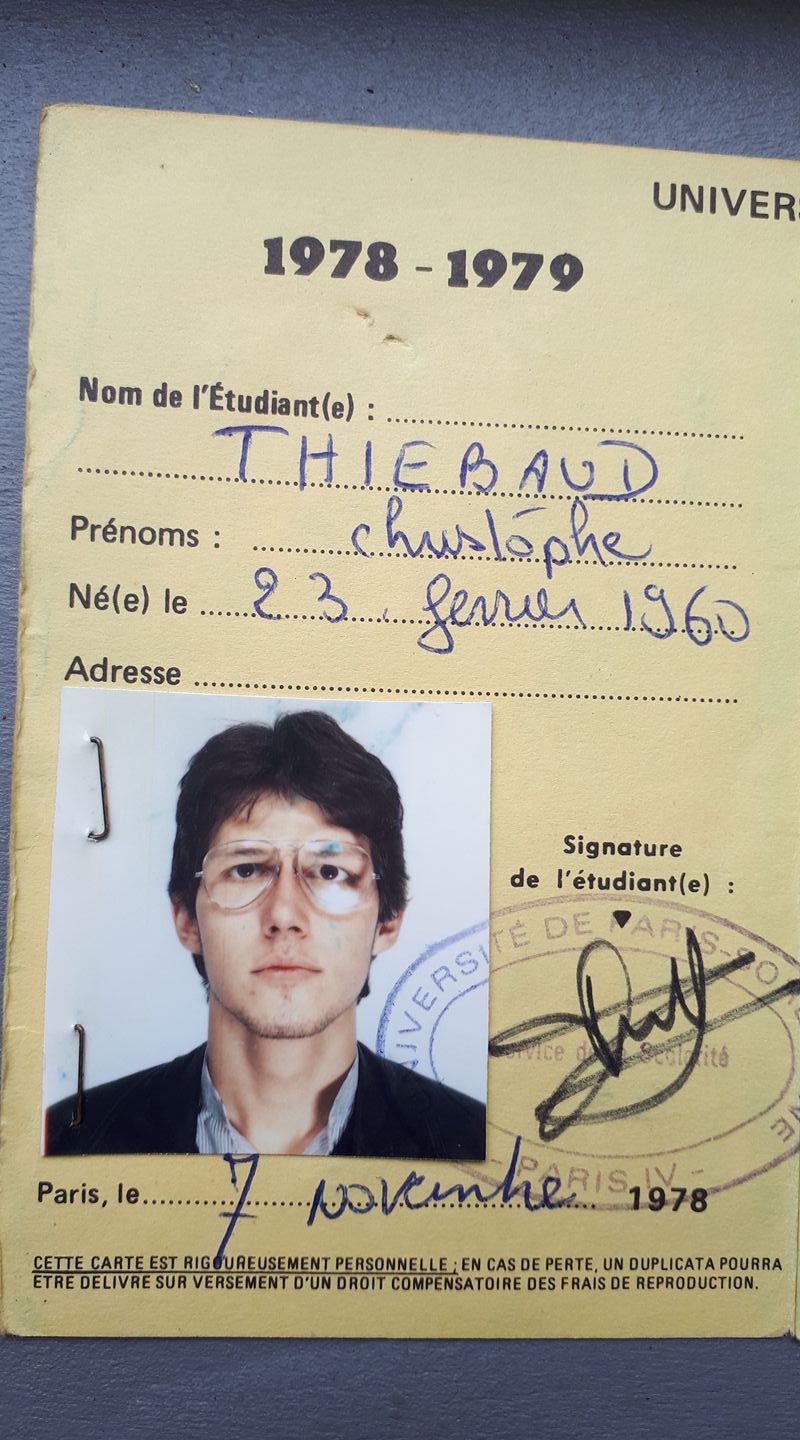 UNIVERS
1978 - 1979
Nom de l'Étudiant(e) :
THIEBAUD
Prénoms : christophe
Né(e) le 23 fevrier 1960
Adresse
Signature
de l'étudiant(e) :
UNIVERSITÉ DE PARIS-SORBONNE
Service de la Scolarité
- PARIS IV -
Paris, le 7 novembre 1978
CETTE CARTE EST RIGOUREUSEMENT PERSONNELLE ; EN CAS DE PERTE, UN DUPLICATA POURRA
ETRE DELIVRE SUR VERSEMENT D'UN DROIT COMPENSATOIRE DES FRAIS DE REPRODUCTION.